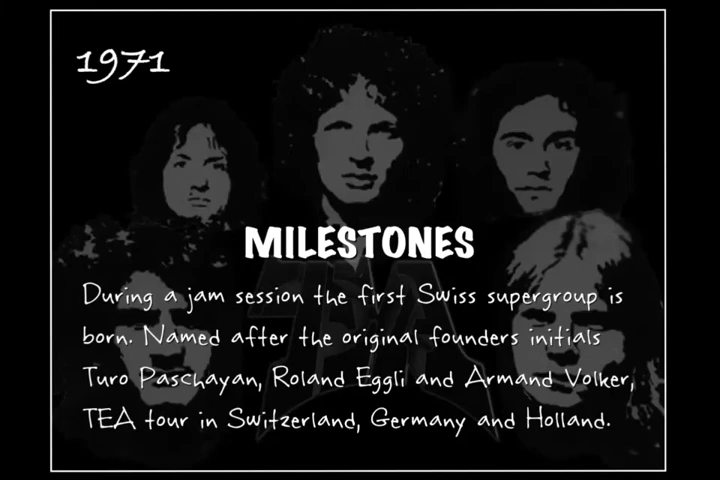 1971
MILESTONES
During a jam session the first Swiss supergroup is
born. Named after the original founders initials
Turo Paschayan, Roland Eggli and Armand Volker,
TEA tour in Switzerland, Germany and Holland.
TEA